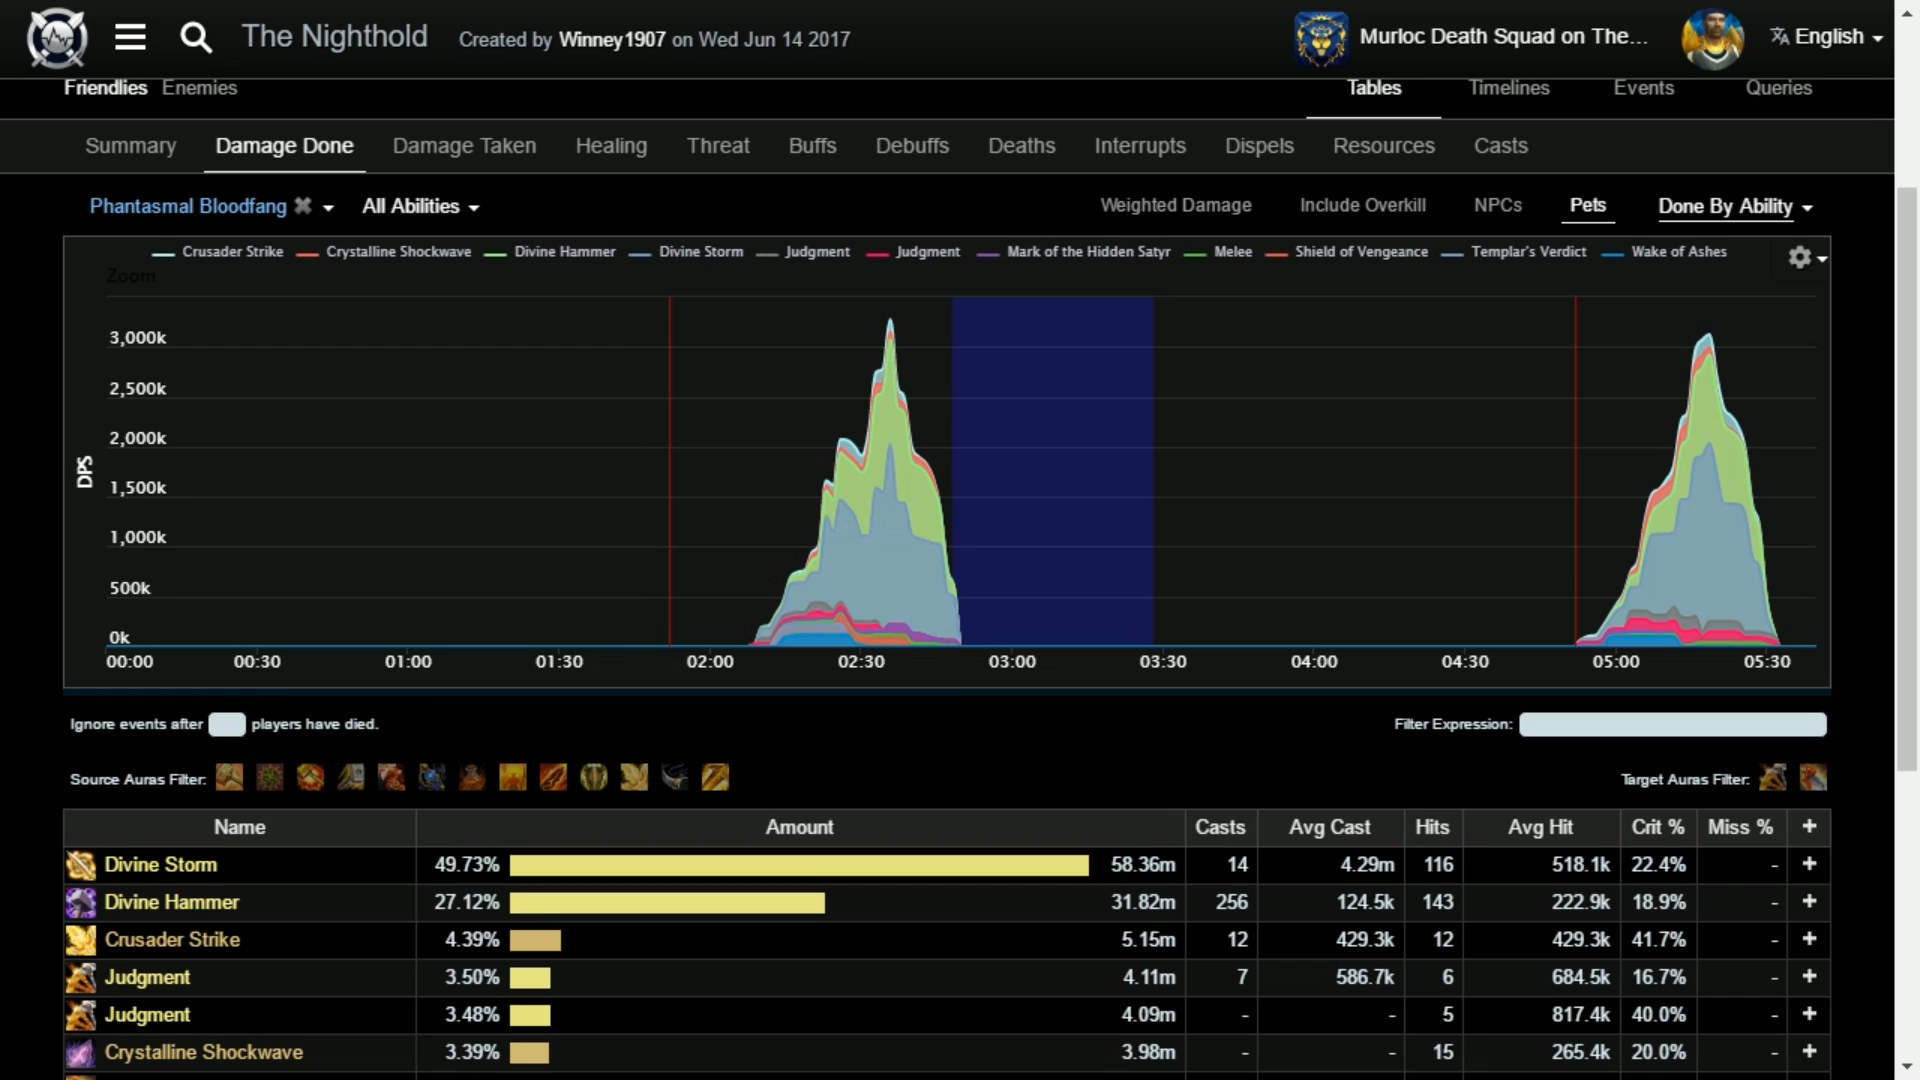 The Nighthold Created by Winney1907 on Wed Jun 14 2017 Murloc Death Squad on The... English
Friendlies Enemies Tables Timelines Events Queries
Summary Damage Done Damage Taken Healing Threat Buffs Debuffs Deaths Interrupts Dispels Resources Casts
Phantasmal Bloodfang All Abilities Weighted Damage Include Overkill NPCs Pets Done By Ability
Crusader Strike Crystalline Shockwave Divine Hammer Divine Storm Judgment Judgment Mark of the Hidden Satyr Melee Shield of Vengeance Templar's Verdict Wake of Ashes
Zoom
3,000k
2,500k
2,000k
DPS
1,500k
1,000k
500k
0k
00:00 00:30 01:00 01:30 02:00 02:30 03:00 03:30 04:00 04:30 05:00 05:30
Ignore events after players have died. Filter Expression:
Source Auras Filter: Target Auras Filter:
Name Amount Casts Avg Cast Hits Avg Hit Crit % Miss % +
Divine Storm 49.73% 58.36m 14 4.29m 116 518.1k 22.4% - +
Divine Hammer 27.12% 31.82m 256 124.5k 143 222.9k 18.9% - +
Crusader Strike 4.39% 5.15m 12 429.3k 12 429.3k 41.7% - +
Judgment 3.50% 4.11m 7 586.7k 6 684.5k 16.7% - +
Judgment 3.48% 4.09m - - 5 817.4k 40.0% - +
Crystalline Shockwave 3.39% 3.98m - - 15 265.4k 20.0% - +